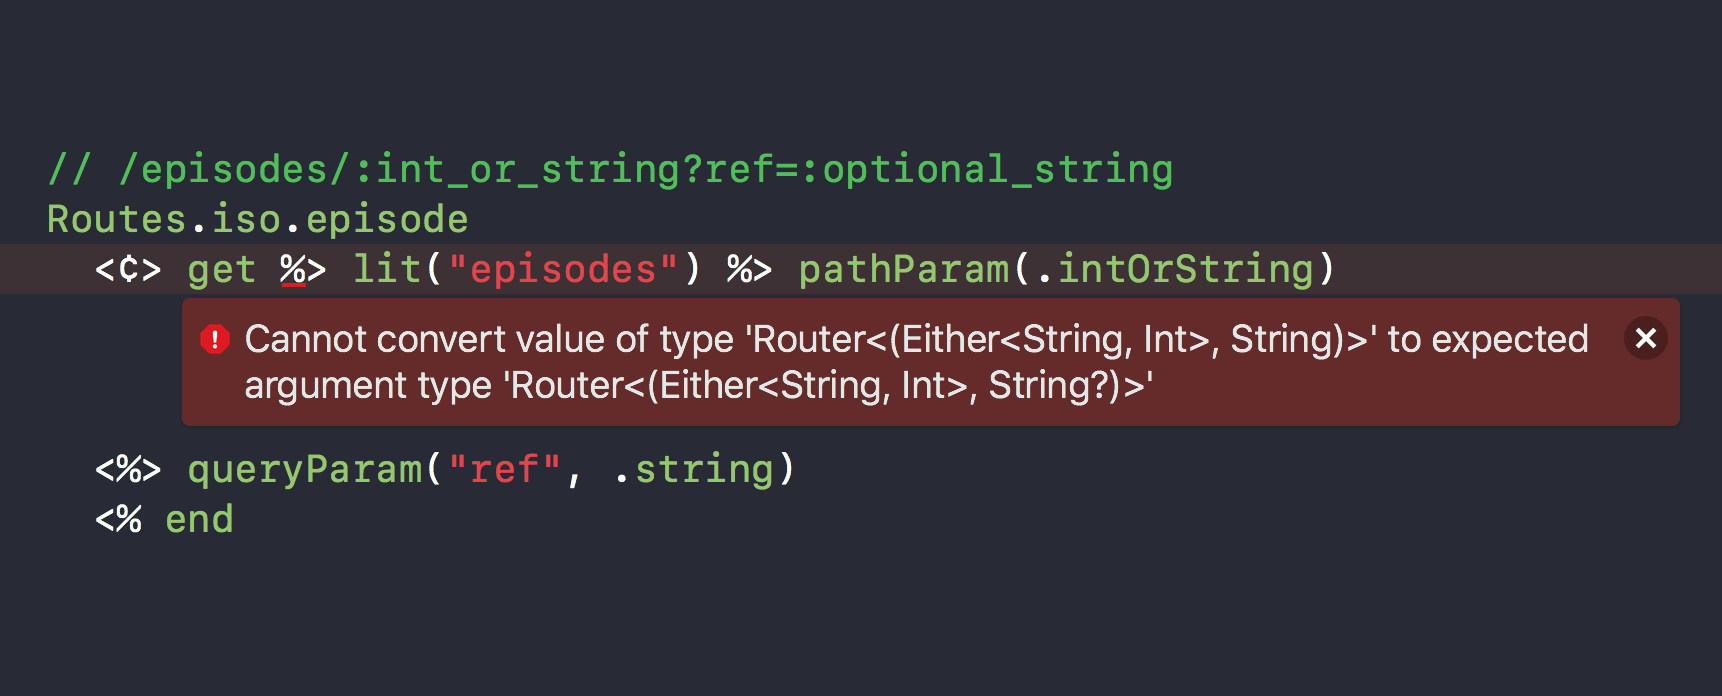 // /episodes/:int_or_string?ref=:optional_string
Routes.iso.episode
<¢> get %> lit("episodes") %> pathParam(.intOrString)
Cannot convert value of type 'Router<(Either<String, Int>, String)>' to expected
argument type 'Router<(Either<String, Int>, String?)>'
<%> queryParam("ref", .string)
<% end